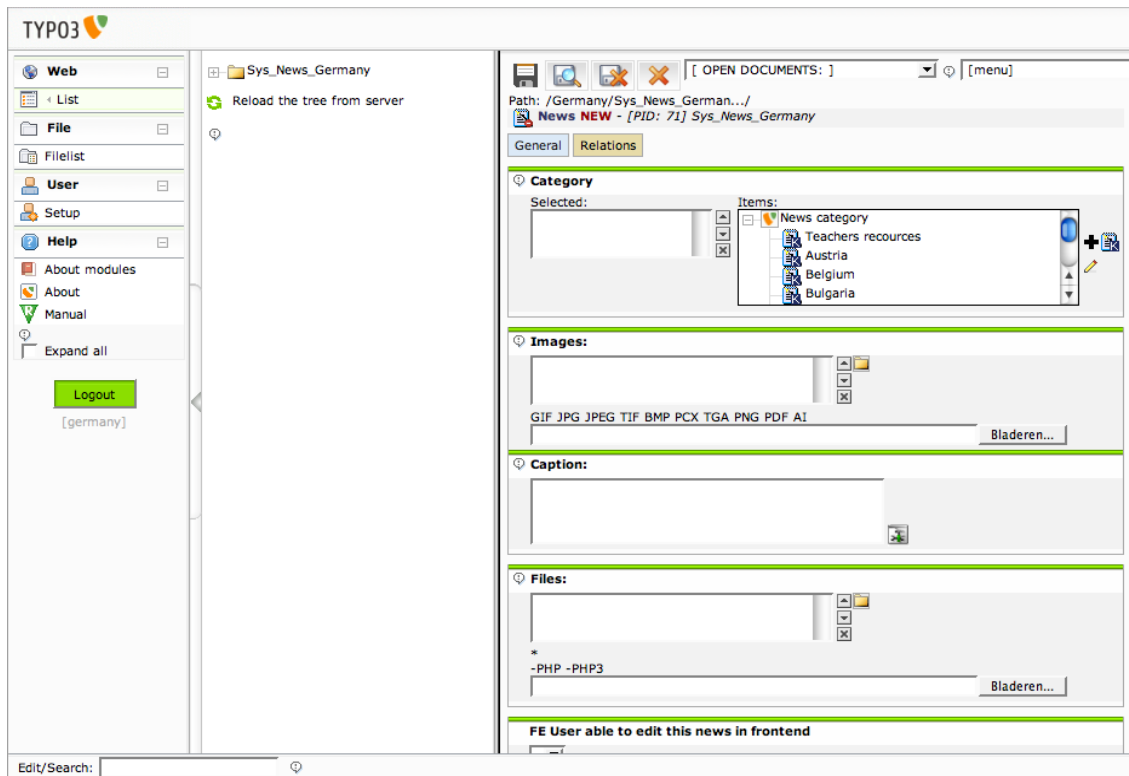 TYPO3
Web
List
File
Filelist
User
Setup
Help
About modules
About
Manual
Expand all
Logout
[germany]
Sys_News_Germany
Reload the tree from server
[ OPEN DOCUMENTS: ]
[menu]
Path: /Germany/Sys_News_German.../
News NEW - [PID: 71] Sys_News_Germany
General Relations
Category
Selected: Items:
News category
Teachers recources
Austria
Belgium
Bulgaria
Images:
GIF JPG JPEG TIF BMP PCX TGA PNG PDF AI
Bladeren...
Caption:
Files:
*
-PHP -PHP3
Bladeren...
FE User able to edit this news in frontend
Edit/Search: